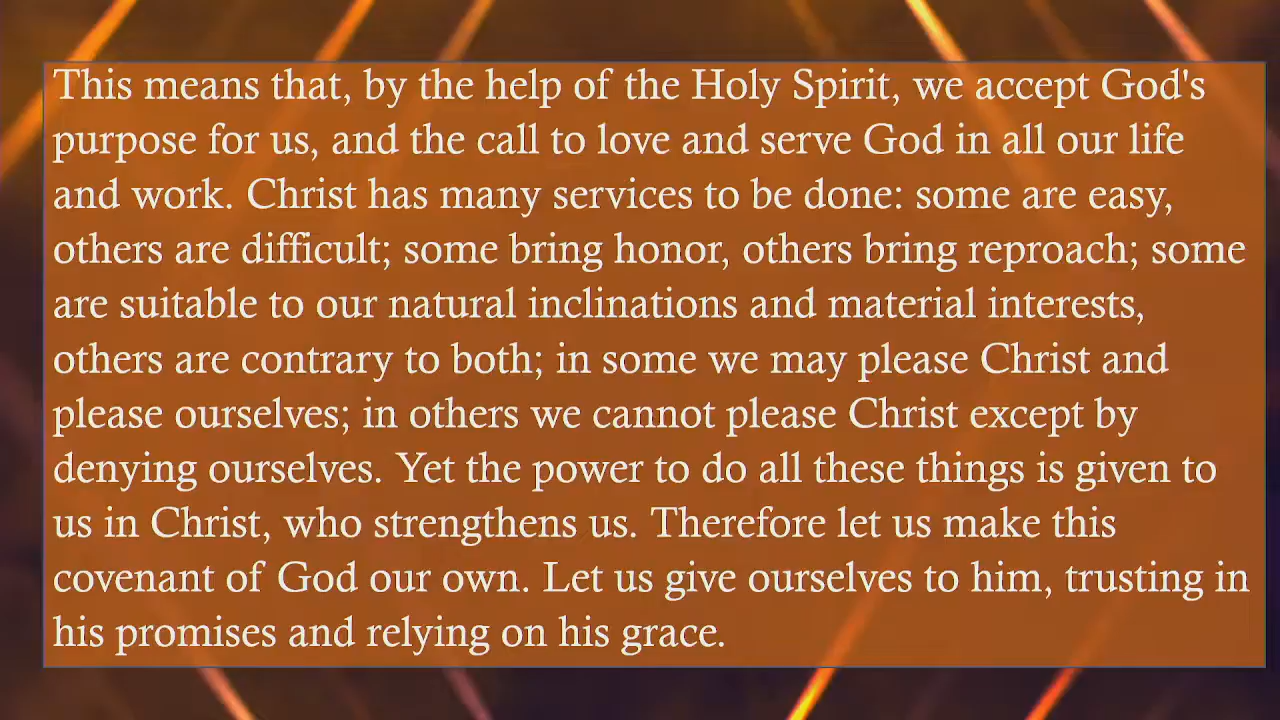 This means that, by the help of the Holy Spirit, we accept God's
purpose for us, and the call to love and serve God in all our life
and work. Christ has many services to be done: some are easy,
others are difficult; some bring honor, others bring reproach; some
are suitable to our natural inclinations and material interests,
others are contrary to both; in some we may please Christ and
please ourselves; in others we cannot please Christ except by
denying ourselves. Yet the power to do all these things is given to
us in Christ, who strengthens us. Therefore let us make this
covenant of God our own. Let us give ourselves to him, trusting in
his promises and relying on his grace.